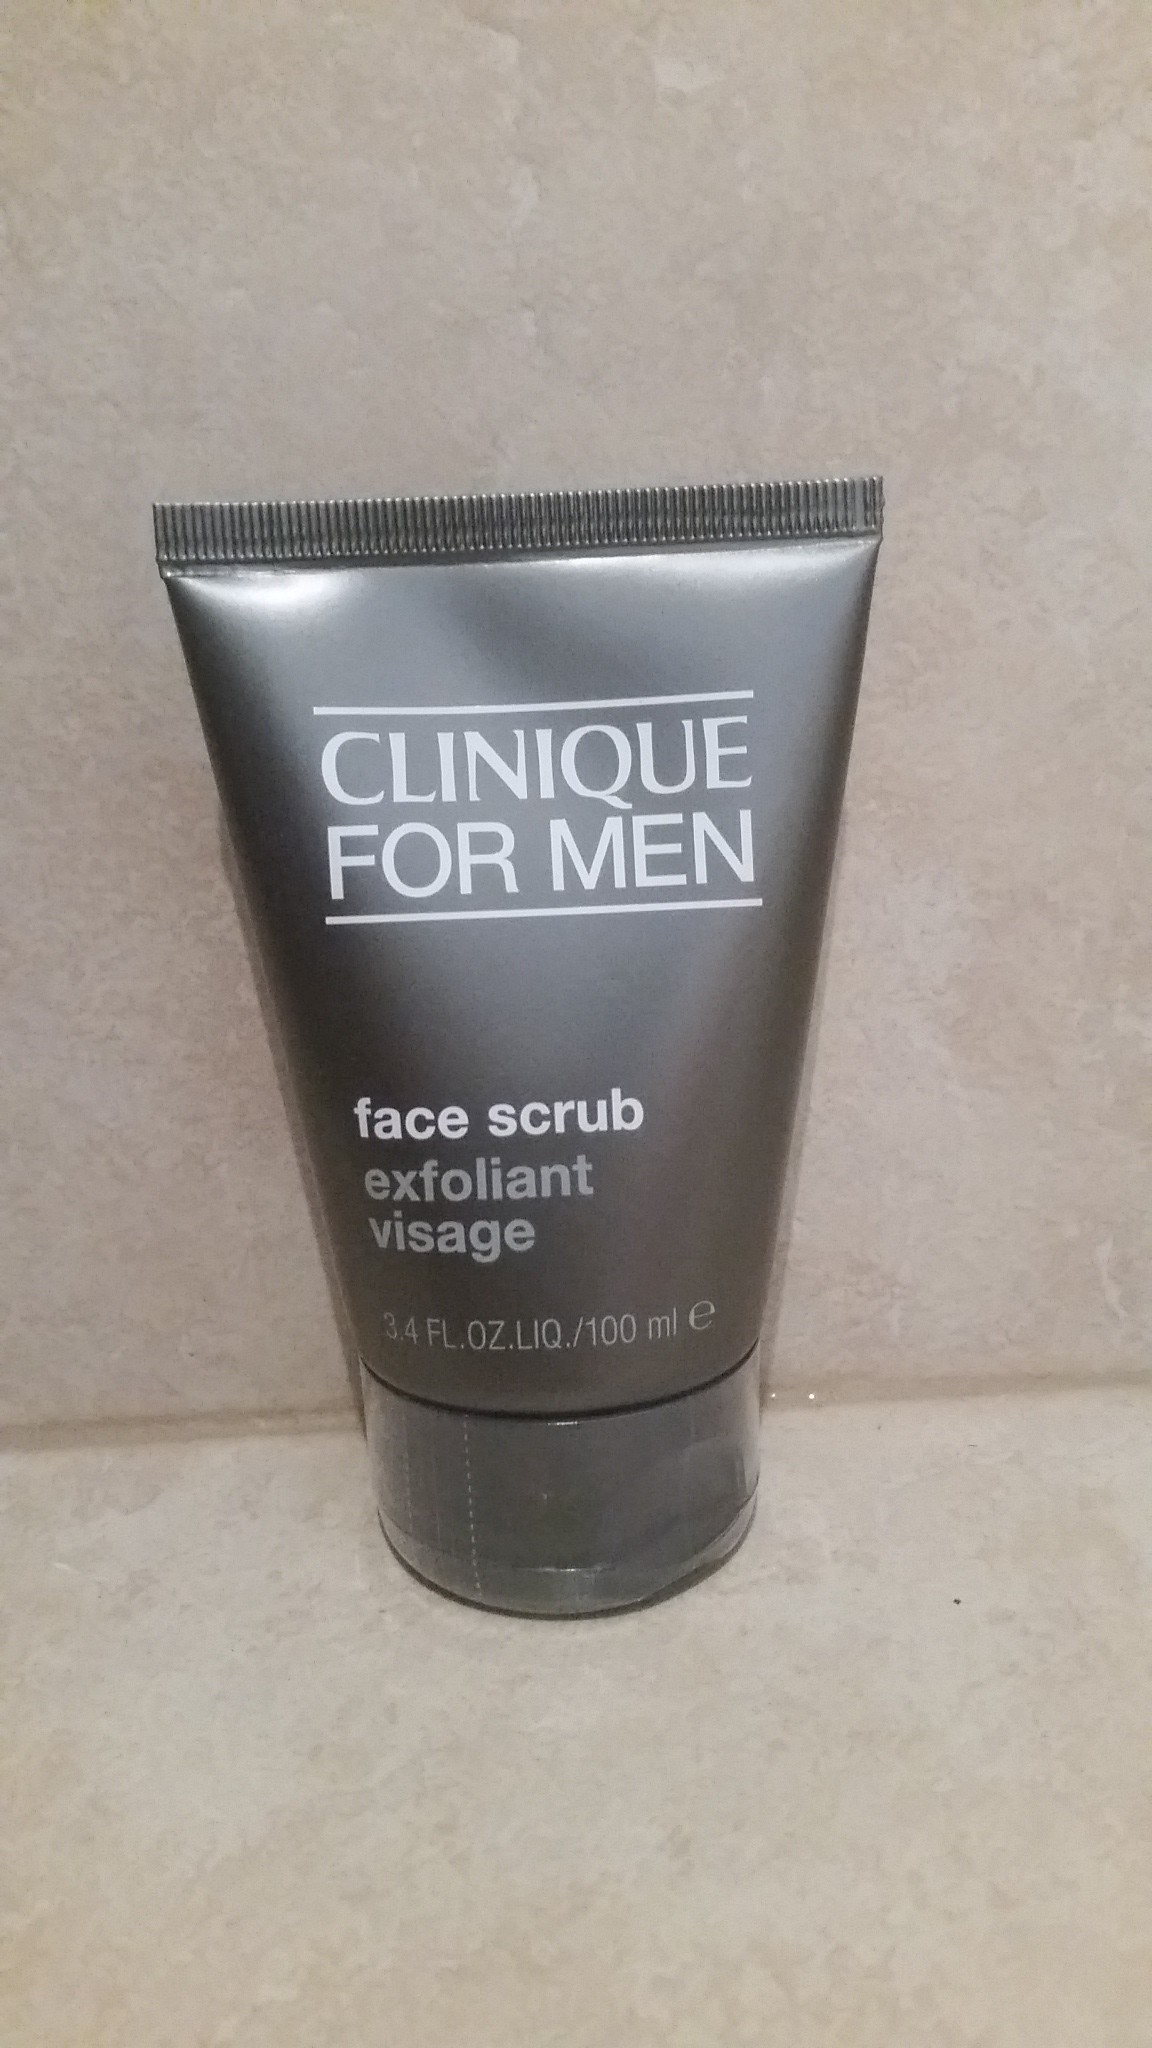 CLINIQUE
FOR MEN
face scrub
exfoliant
visage
3.4 FL.OZ.LIQ./100 ml ℮